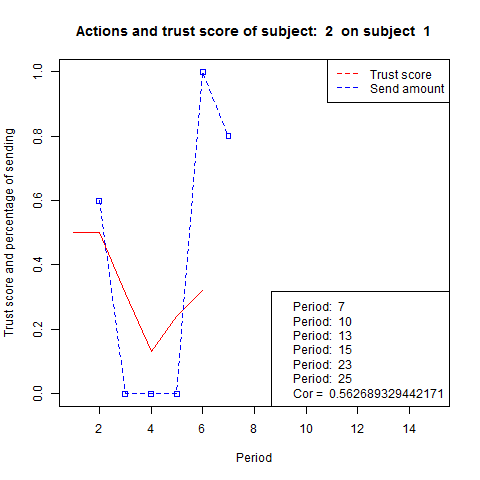 Actions and trust score of subject: 2 on subject 1
Trust score and percentage of sending
1.0
0.8
0.6
0.4
0.2
0.0
Trust score
Send amount
Period: 7
Period: 10
Period: 13
Period: 15
Period: 23
Period: 25
Cor = 0.562689329442171
2 4 6 8 10 12 14
Period